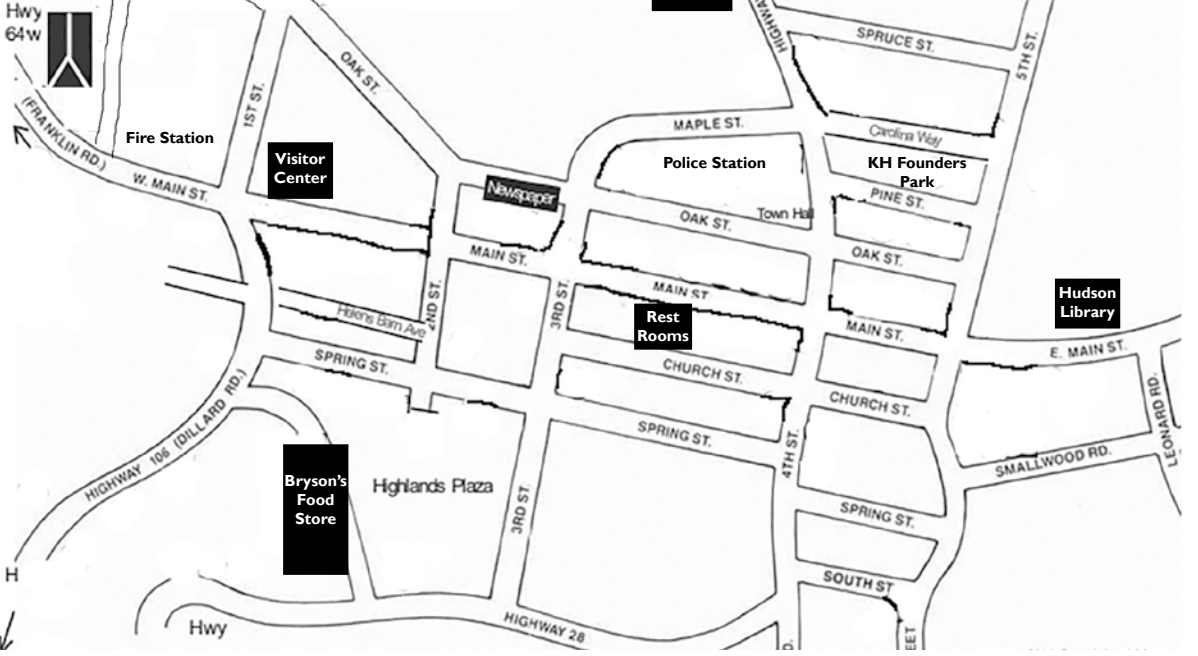 Hwy
64w
HIGHWAY
SPRUCE ST.
5TH ST.
OAK ST.
1ST ST.
(FRANKLIN RD.)
Fire Station
MAPLE ST.
Carolina Way
Visitor
Center
Police Station
KH Founders
Park
W. MAIN ST.
Newspaper
PINE ST.
OAK ST.
Town Hall
OAK ST.
MAIN ST.
MAIN ST.
2ND ST.
3RD ST.
Hudson
Library
Helens Barn Ave
Rest
Rooms
MAIN ST.
E. MAIN ST.
SPRING ST.
CHURCH ST.
CHURCH ST.
LEONARD RD.
HIGHWAY 106 (DILLARD RD.)
SPRING ST.
4TH ST.
SMALLWOOD RD.
Bryson's
Food
Store
Highlands Plaza
3RD ST.
SPRING ST.
SOUTH ST
H
Hwy
HIGHWAY 28
D.
EET